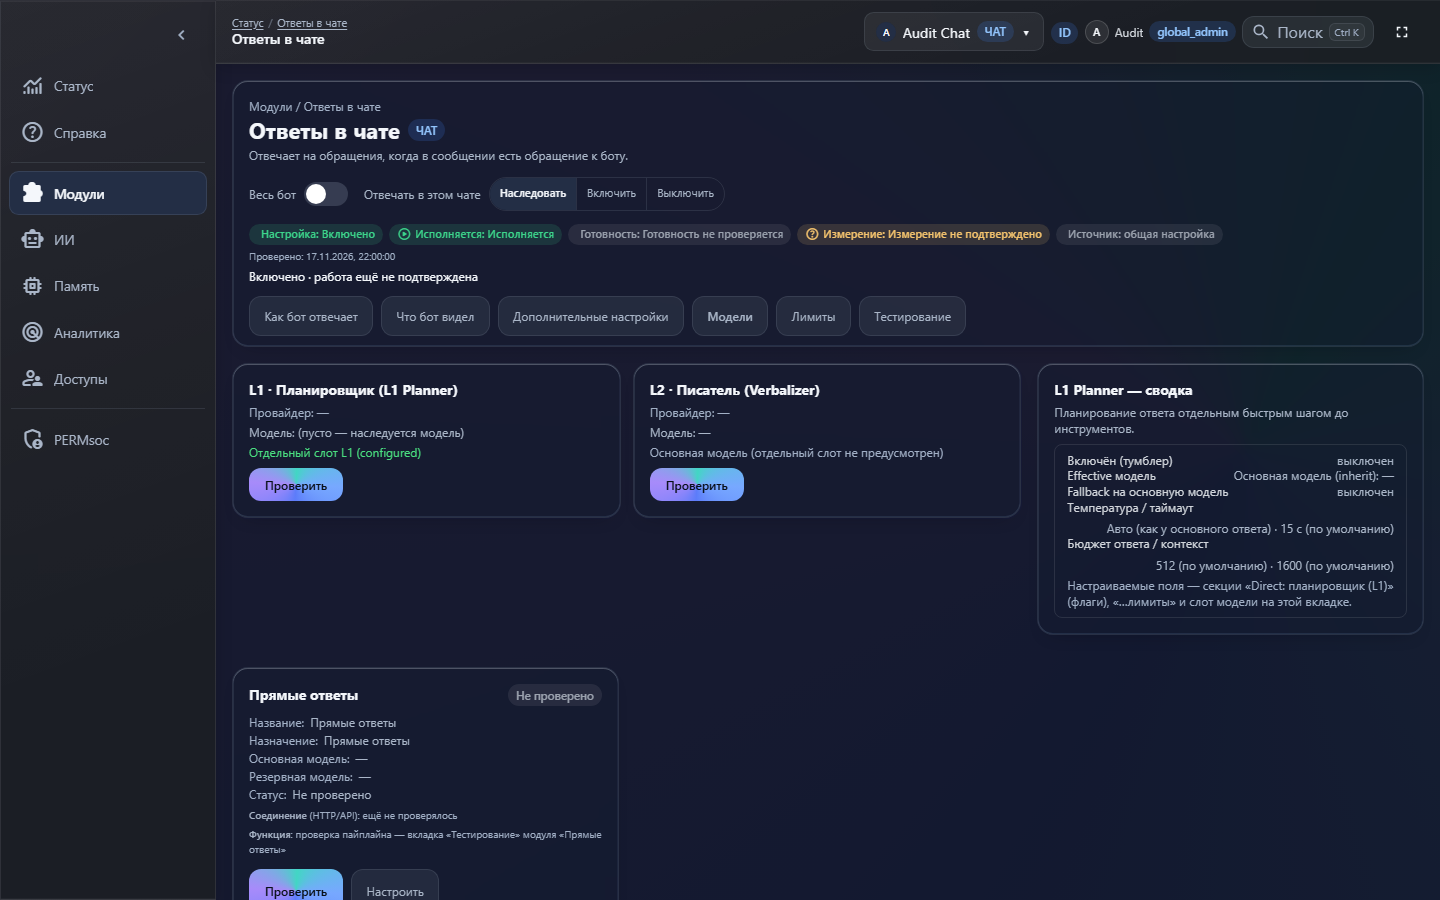 Статус / Ответы в чате
Ответы в чате
A Audit Chat ЧАТ ▾ ID A Audit global_admin Поиск Ctrl K
Статус
Справка
Модули
ИИ
Память
Аналитика
Доступы
PERMsoc
Модули / Ответы в чате
Ответы в чате ЧАТ
Отвечает на обращения, когда в сообщении есть обращение к боту.
Весь бот Отвечать в этом чате Наследовать Включить Выключить
Настройка: Включено Исполняется: Исполняется Готовность: Готовность не проверяется Измерение: Измерение не подтверждено Источник: общая настройка
Проверено: 17.11.2026, 22:00:00
Включено · работа ещё не подтверждена
Как бот отвечает Что бот видел Дополнительные настройки Модели Лимиты Тестирование
L1 · Планировщик (L1 Planner)
Провайдер: —
Модель: (пусто — наследуется модель)
Отдельный слот L1 (configured)
Проверить
L2 · Писатель (Verbalizer)
Провайдер: —
Модель: —
Основная модель (отдельный слот не предусмотрен)
Проверить
L1 Planner — сводка
Планирование ответа отдельным быстрым шагом до
инструментов.
Включён (тумблер) выключен
Effective модель Основная модель (inherit): —
Fallback на основную модель выключен
Температура / таймаут
Авто (как у основного ответа) · 15 с (по умолчанию)
Бюджет ответа / контекст
512 (по умолчанию) · 1600 (по умолчанию)
Настраиваемые поля — секции «Direct: планировщик (L1)»
(флаги), «…лимиты» и слот модели на этой вкладке.
Прямые ответы Не проверено
Название: Прямые ответы
Назначение: Прямые ответы
Основная модель: —
Резервная модель: —
Статус: Не проверено
Соединение (HTTP/API): ещё не проверялось
Функция: проверка пайплайна — вкладка «Тестирование» модуля «Прямые
ответы»
Проверить Настроить